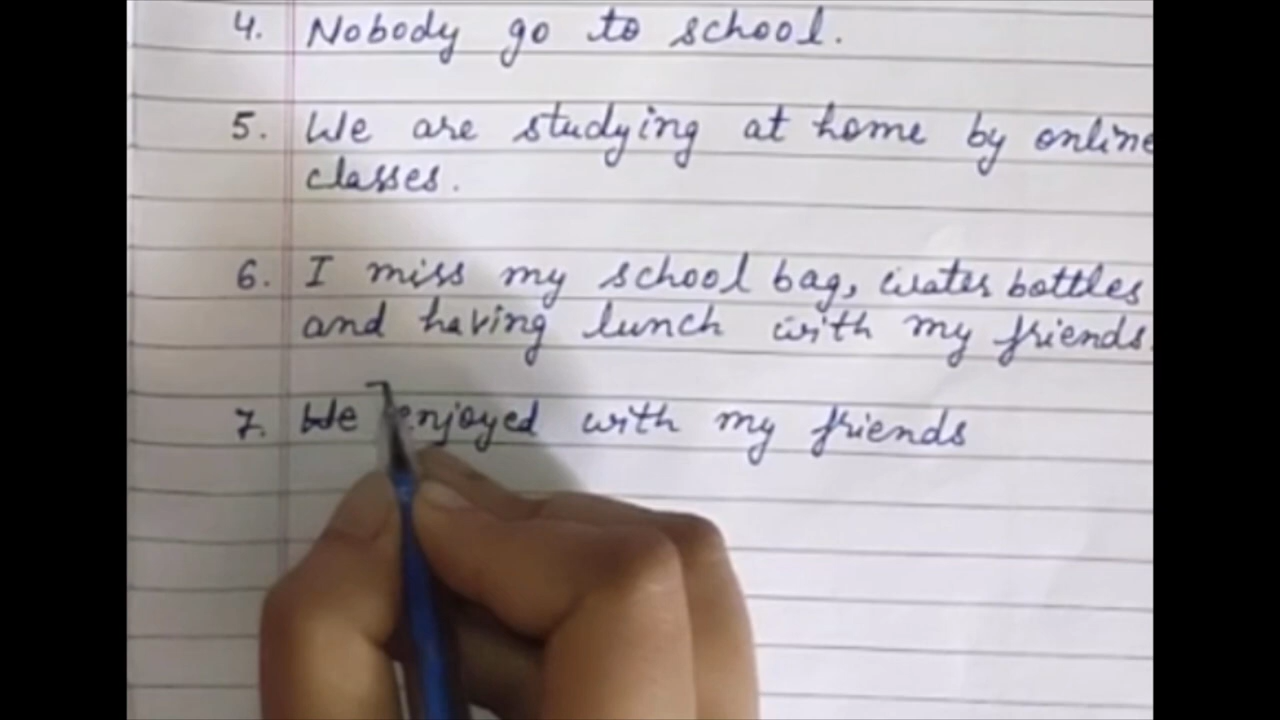 4. Nobody go to school.
5. We are studying at home by online
classes.
6. I miss my school bag, water bottles
and having lunch with my friends.
7. We enjoyed with my friends